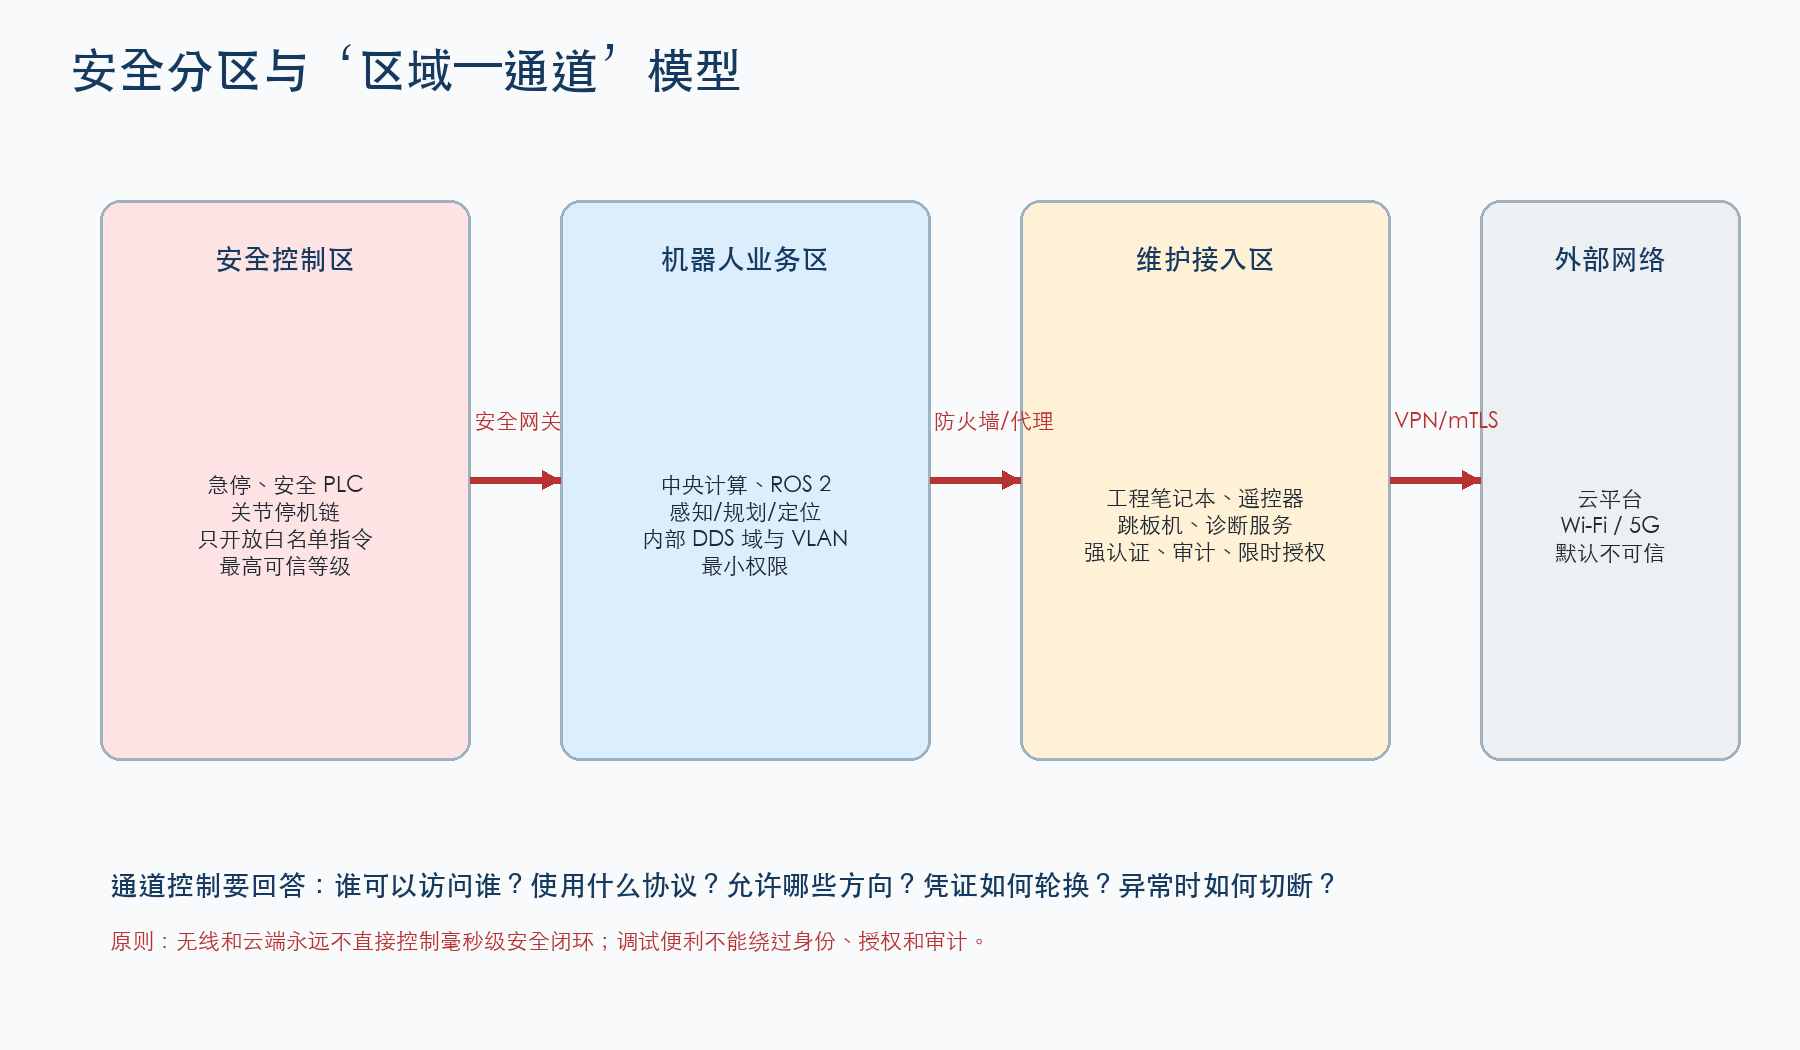 安全分区与‘区域—通道’模型
安全控制区
急停、安全 PLC
关节停机链
只开放白名单指令
最高可信等级
安全网关
机器人业务区
中央计算、ROS 2
感知/规划/定位
内部 DDS 域与 VLAN
最小权限
防火墙/代理
维护接入区
工程笔记本、遥控器
跳板机、诊断服务
强认证、审计、限时授权
VPN/mTLS
外部网络
云平台
Wi-Fi / 5G
默认不可信
通道控制要回答：谁可以访问谁？使用什么协议？允许哪些方向？凭证如何轮换？异常时如何切断？
原则：无线和云端永远不直接控制毫秒级安全闭环；调试便利不能绕过身份、授权和审计。